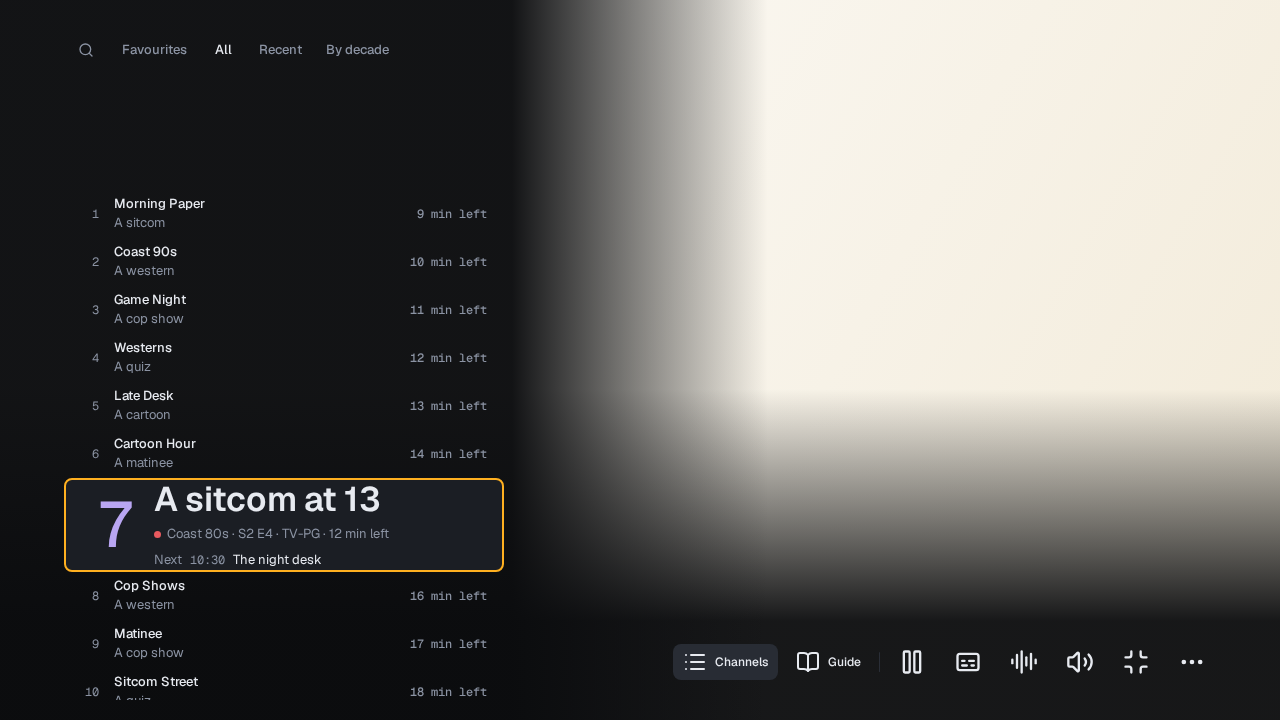 Favourites All Recent By decade
1 Morning Paper 9 min left
A sitcom
2 Coast 90s 10 min left
A western
3 Game Night 11 min left
A cop show
4 Westerns 12 min left
A quiz
5 Late Desk 13 min left
A cartoon
6 Cartoon Hour 14 min left
A matinee
7 A sitcom at 13
Coast 80s · S2 E4 · TV-PG · 12 min left
Next 10:30 The night desk
8 Cop Shows 16 min left
A western
9 Matinee 17 min left
A cop show
10 Sitcom Street 18 min left
A quiz
Channels Guide